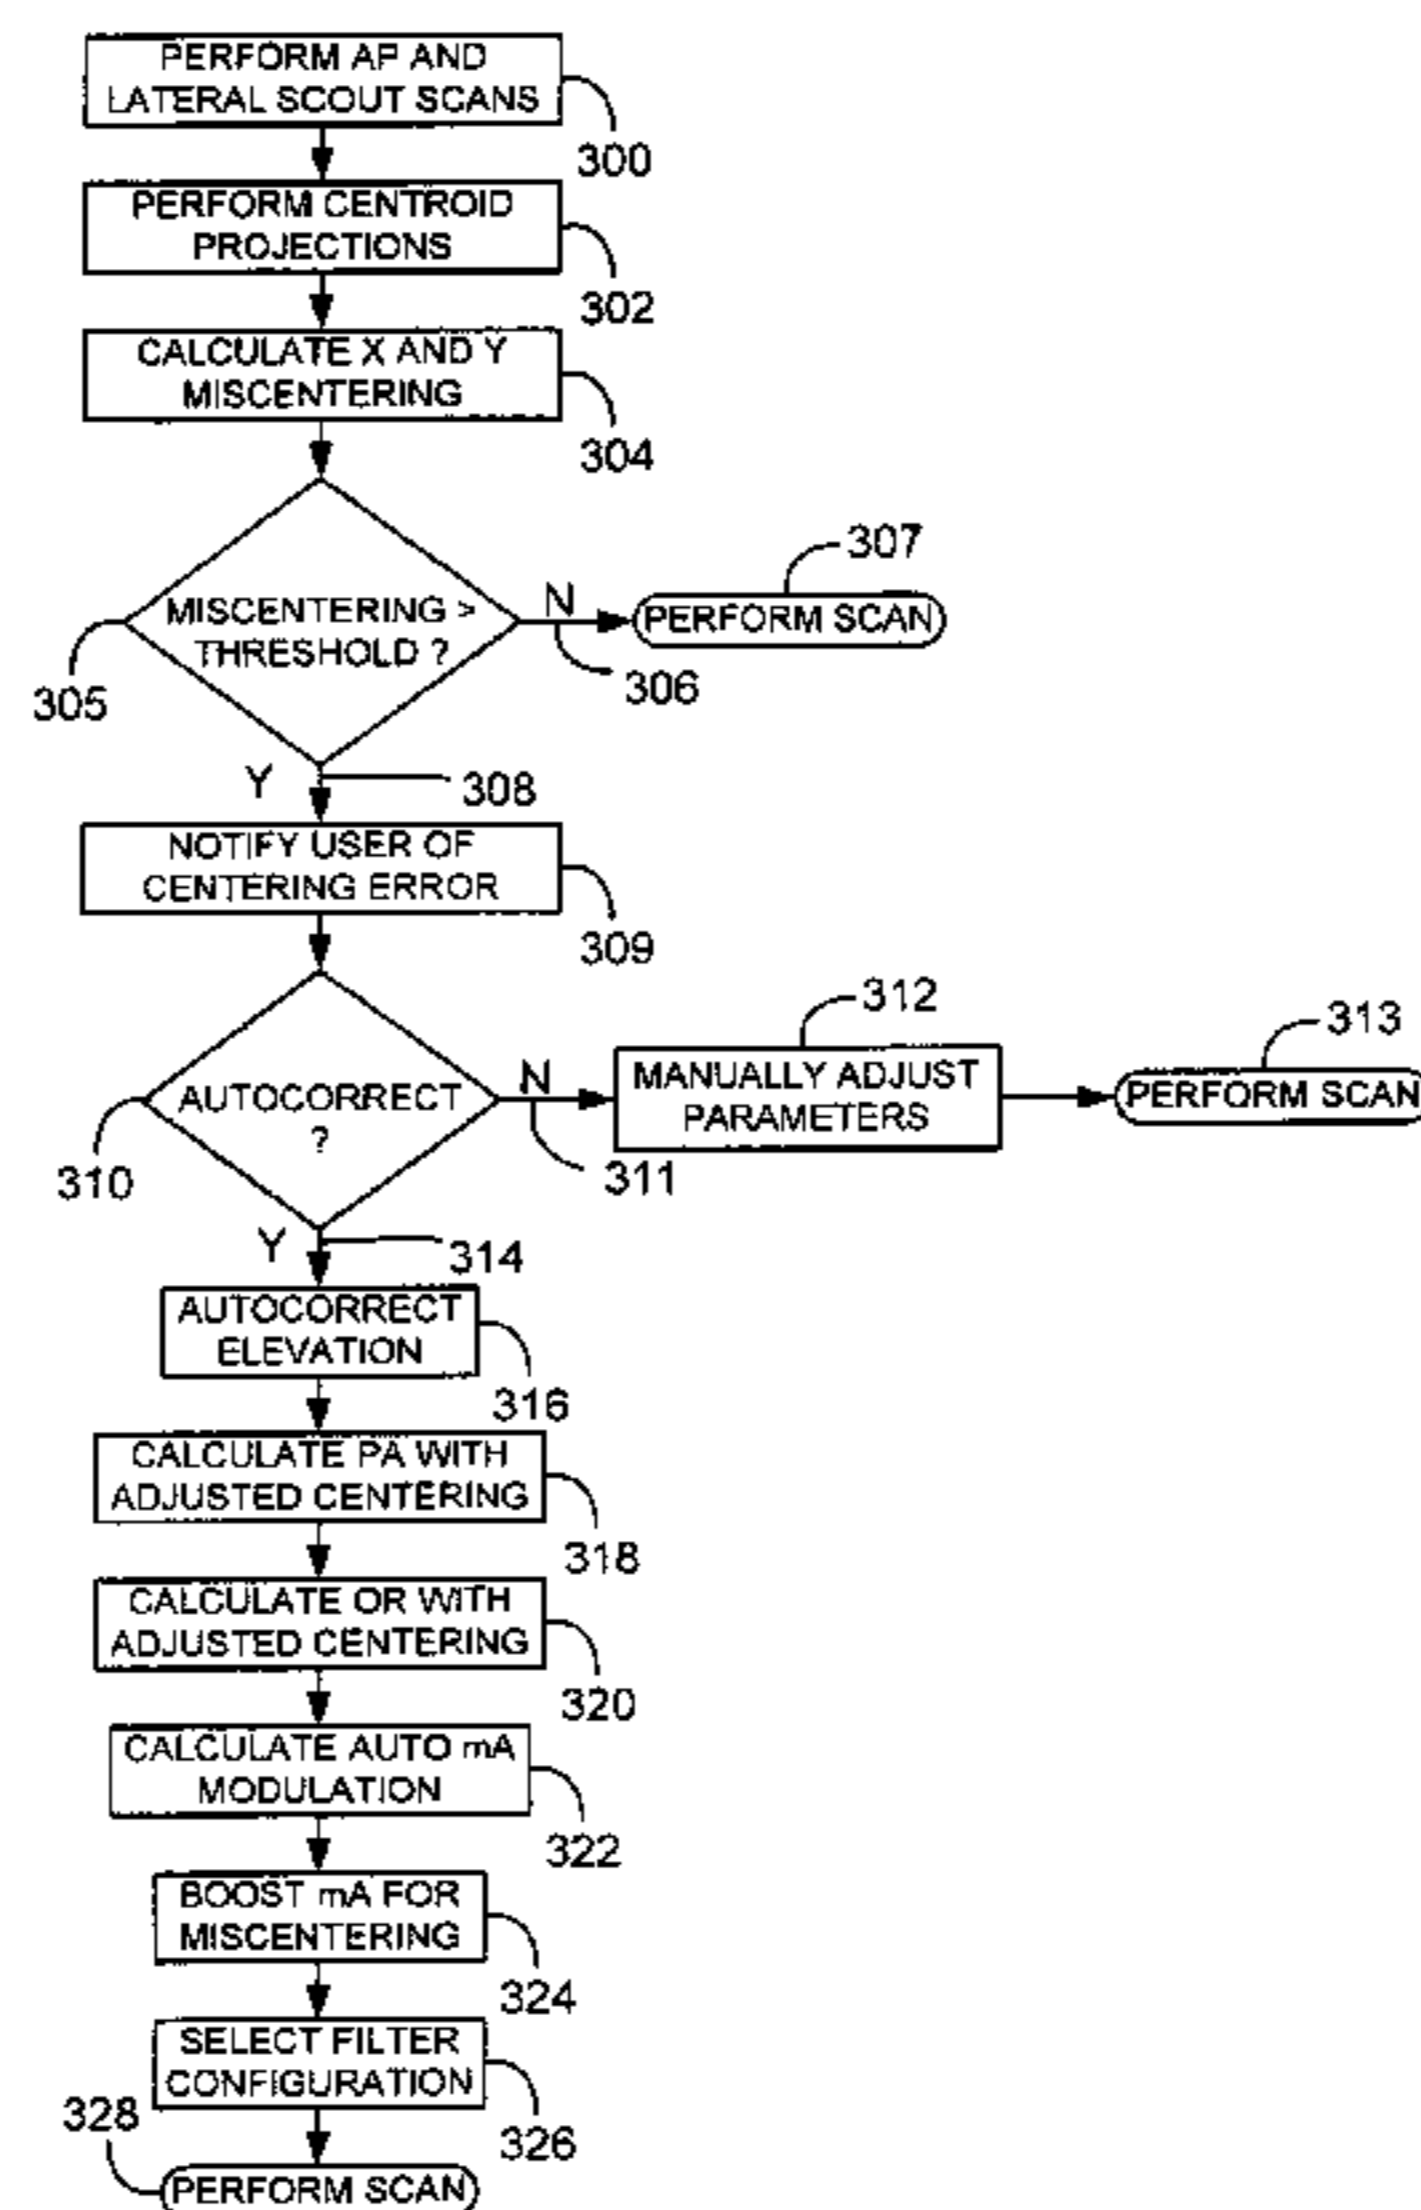 PERFORM AP AND
LATERAL SCOUT SCANS
300
PERFORM CENTROID
PROJECTIONS
302
CALCULATE X AND Y
MISCENTERING
304
MISCENTERING >
THRESHOLD ?
305
N
306
307
PERFORM SCAN
Y
308
NOTIFY USER OF
CENTERING ERROR
309
AUTOCORRECT
?
310
N
311
312
MANUALLY ADJUST
PARAMETERS
313
PERFORM SCAN
Y
314
AUTOCORRECT
ELEVATION
316
CALCULATE PA WITH
ADJUSTED CENTERING
318
CALCULATE OR WITH
ADJUSTED CENTERING
320
CALCULATE AUTO mA
MODULATION
322
BOOST mA FOR
MISCENTERING
324
SELECT FILTER
CONFIGURATION
326
328
PERFORM SCAN